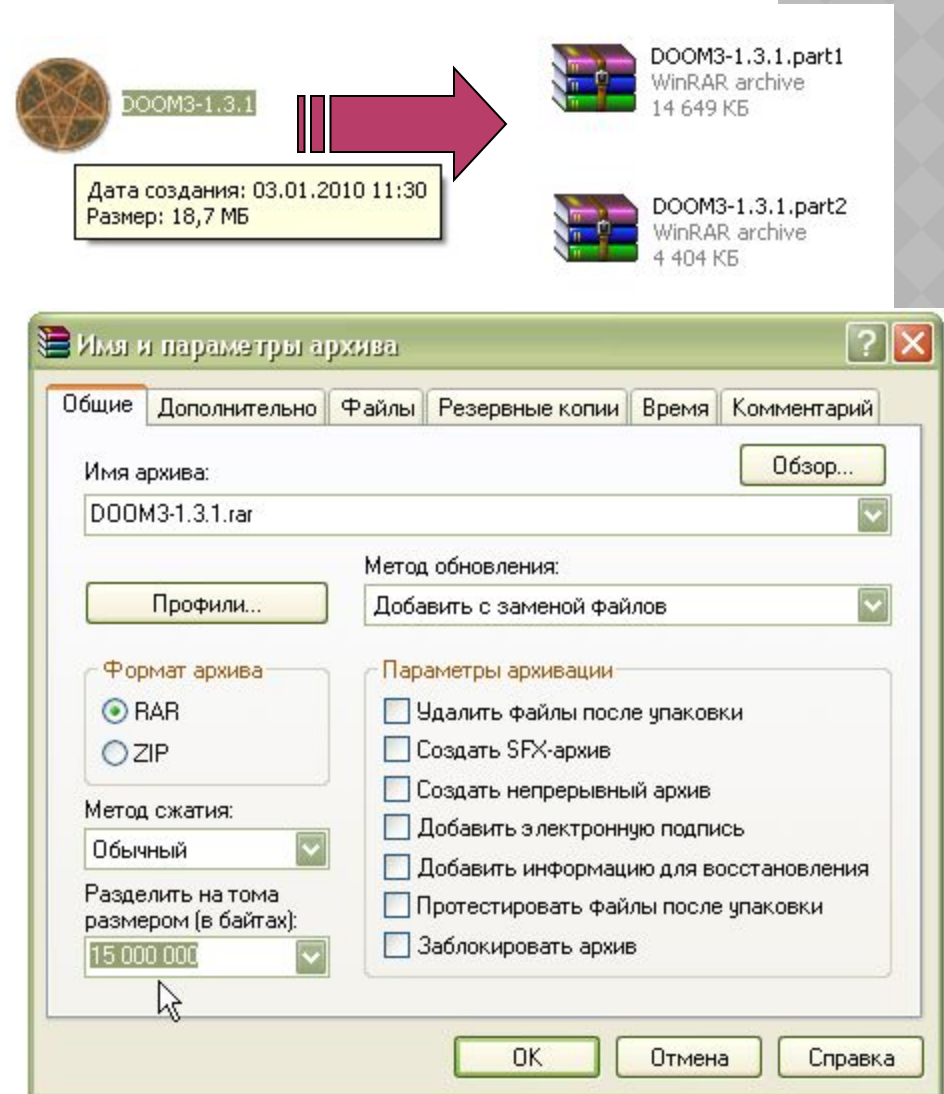 DOOM3-1.3.1
Дата создания: 03.01.2010 11:30
Размер: 18,7 МБ
DOOM3-1.3.1.part1
WinRAR archive
14 649 КБ
DOOM3-1.3.1.part2
WinRAR archive
4 404 КБ
Имя и параметры архива
Общие Дополнительно Файлы Резервные копии Время Комментарий
Имя архива:
Обзор...
DOOM3-1.3.1.rar
Метод обновления:
Профили...
Добавить с заменой файлов
Формат архива
RAR
ZIP
Метод сжатия:
Обычный
Разделить на тома
размером (в байтах):
15 000 000
Параметры архивации
Удалить файлы после упаковки
Создать SFX-архив
Создать непрерывный архив
Добавить электронную подпись
Добавить информацию для восстановления
Протестировать файлы после упаковки
Заблокировать архив
OK Отмена Справка